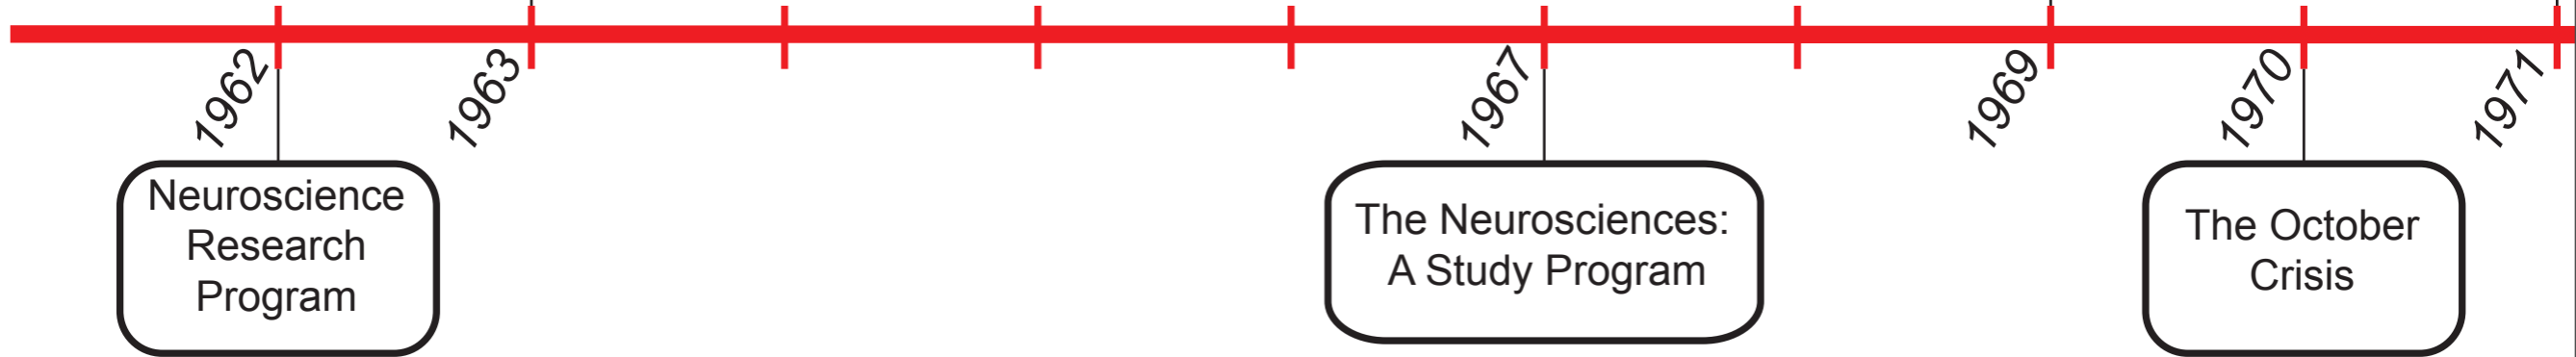 1962
1963
1967
1969
1970
1971
Neuroscience
Research
Program
The Neurosciences:
A Study Program
The October
Crisis